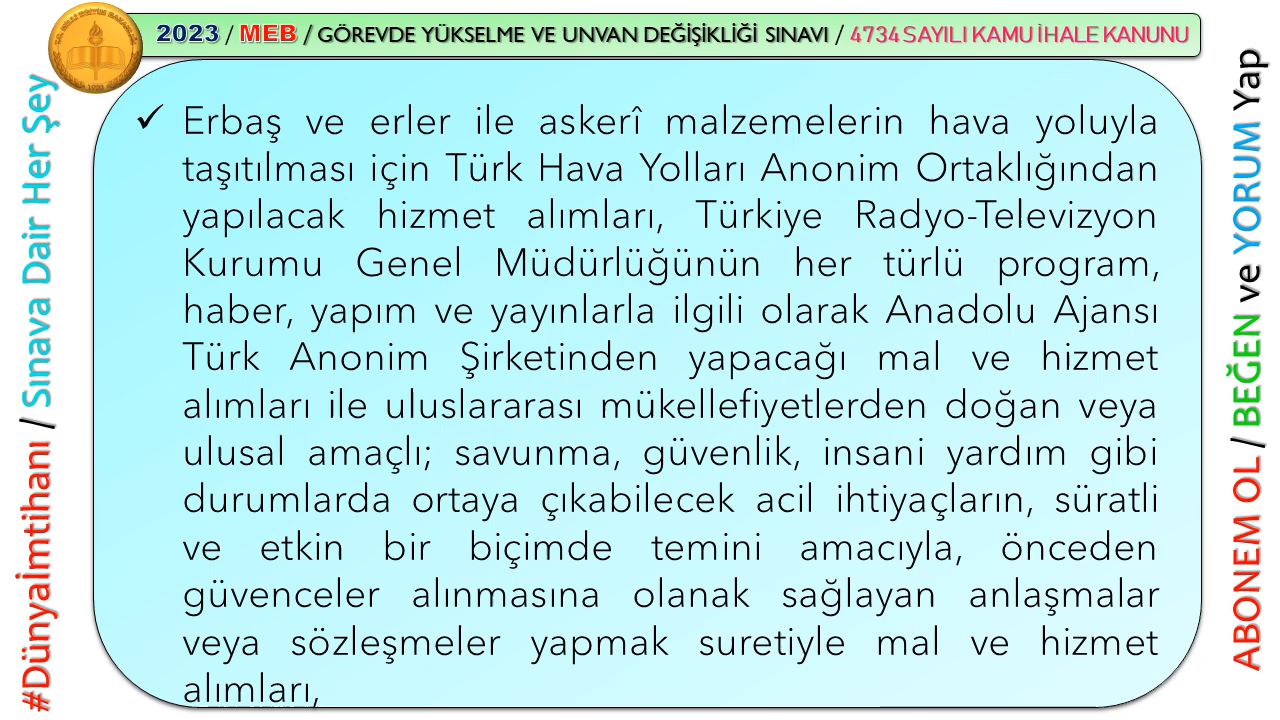 2023 / MEB / GÖREVDE YÜKSELME VE UNVAN DEĞİŞİKLİĞİ SINAVI / 4734 SAYILI KAMU İHALE KANUNU
#Dünyaİmtihanı / Sınava Dair Her Şey
✓ Erbaş ve erler ile askerî malzemelerin hava yoluyla
taşıtılması için Türk Hava Yolları Anonim Ortaklığından
yapılacak hizmet alımları, Türkiye Radyo-Televizyon
Kurumu Genel Müdürlüğünün her türlü program,
haber, yapım ve yayınlarla ilgili olarak Anadolu Ajansı
Türk Anonim Şirketinden yapacağı mal ve hizmet
alımları ile uluslararası mükellefiyetlerden doğan veya
ulusal amaçlı; savunma, güvenlik, insani yardım gibi
durumlarda ortaya çıkabilecek acil ihtiyaçların, süratli
ve etkin bir biçimde temini amacıyla, önceden
güvenceler alınmasına olanak sağlayan anlaşmalar
veya sözleşmeler yapmak suretiyle mal ve hizmet
alımları,
ABONEM OL / BEĞEN ve YORUM Yap